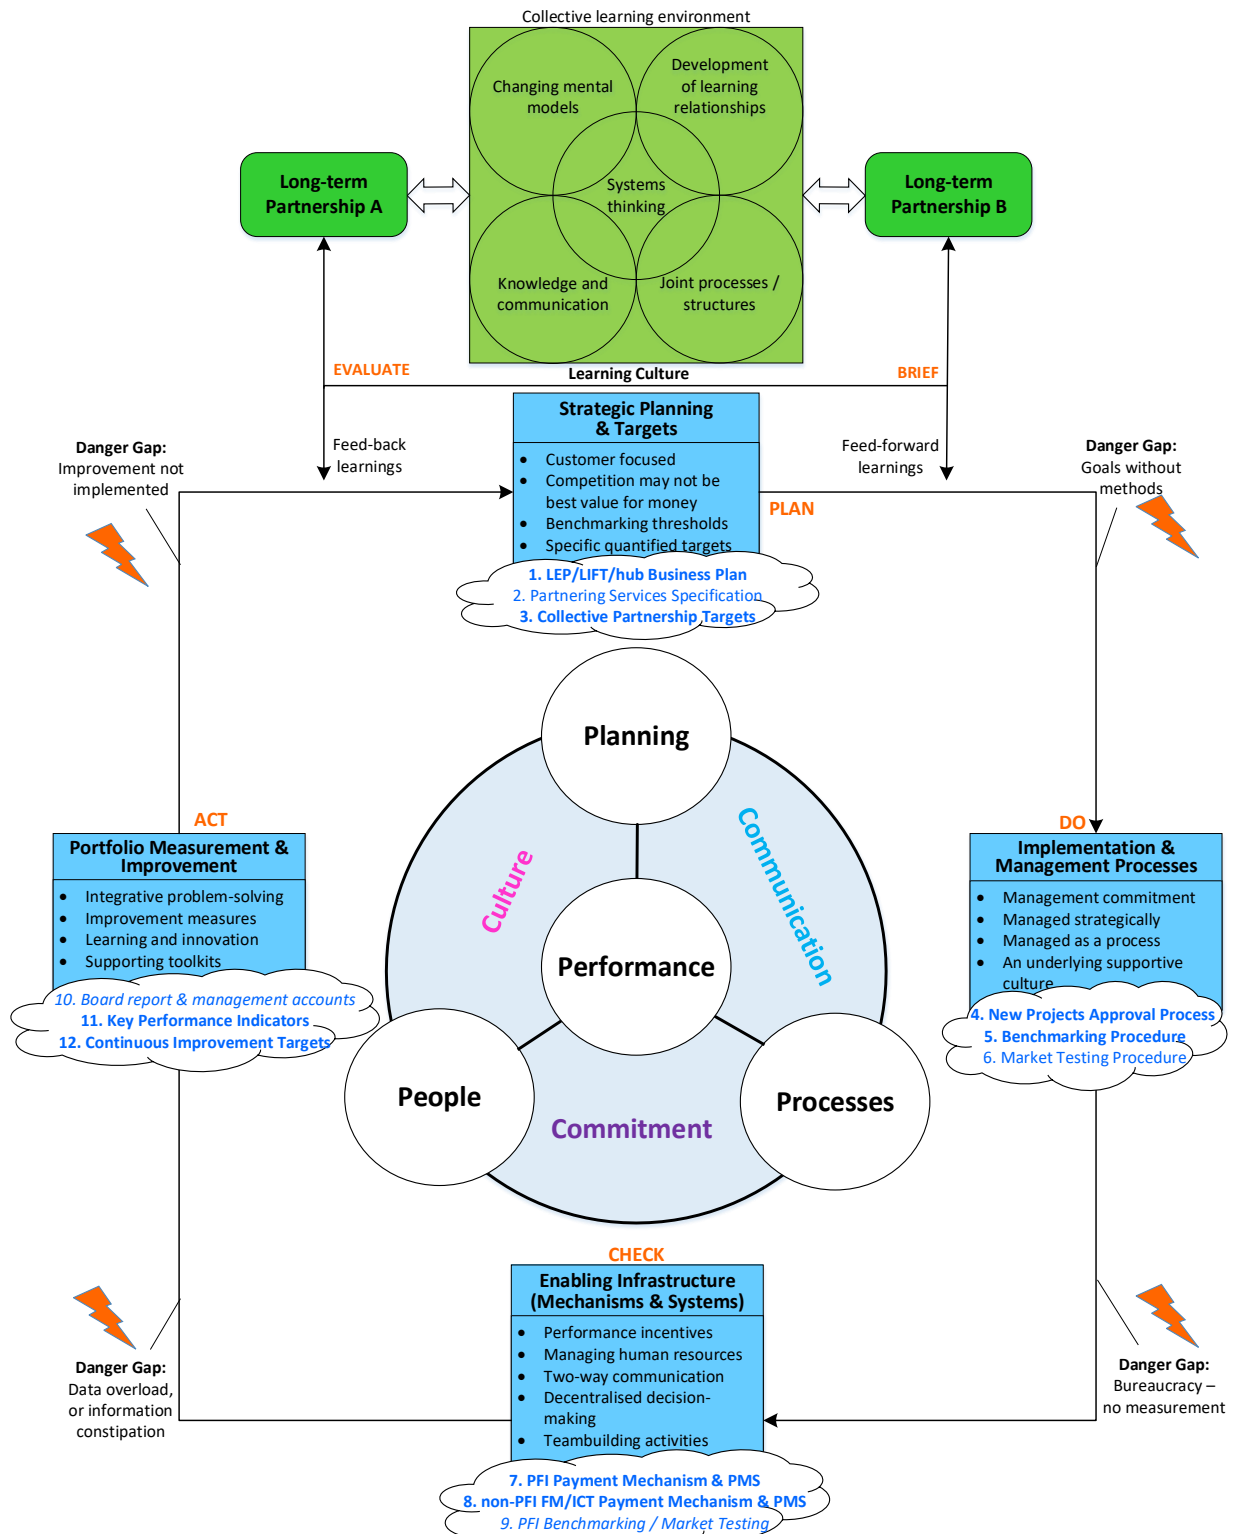 Collective learning environment
Changing mental
models
Development
of learning
relationships
Systems
thinking
Knowledge and
communication
Joint processes /
structures
Long-term
Partnership A
Long-term
Partnership B
EVALUATE
Learning Culture
BRIEF
Feed-back
learnings
Feed-forward
learnings
Strategic Planning
& Targets
• Customer focused
• Competition may not be
best value for money
• Benchmarking thresholds
• Specific quantified targets
1. LEP/LIFT/hub Business Plan
2. Partnering Services Specification
3. Collective Partnership Targets
PLAN
Danger Gap:
Improvement not
implemented
Danger Gap:
Goals without
methods
Planning
Culture
Communication
Performance
People
Processes
Commitment
ACT
Portfolio Measurement &
Improvement
• Integrative problem-solving
• Improvement measures
• Learning and innovation
• Supporting toolkits
10. Board report & management accounts
11. Key Performance Indicators
12. Continuous Improvement Targets
DO
Implementation &
Management Processes
• Management commitment
• Managed strategically
• Managed as a process
• An underlying supportive
culture
4. New Projects Approval Process
5. Benchmarking Procedure
6. Market Testing Procedure
CHECK
Enabling Infrastructure
(Mechanisms & Systems)
• Performance incentives
• Managing human resources
• Two-way communication
• Decentralised decision-
making
• Teambuilding activities
7. PFI Payment Mechanism & PMS
8. non-PFI FM/ICT Payment Mechanism & PMS
9. PFI Benchmarking / Market Testing
Danger Gap:
Data overload,
or information
constipation
Danger Gap:
Bureaucracy –
no measurement